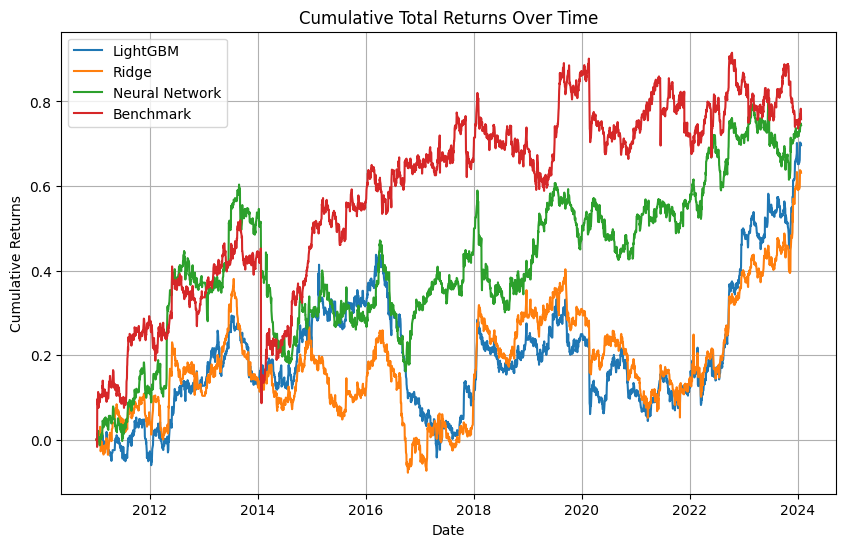 Cumulative Total Returns Over Time
LightGBM
Ridge
Neural Network
Benchmark
Cumulative Returns
0.8
0.6
0.4
0.2
0.0
2012 2014 2016 2018 2020 2022 2024
Date